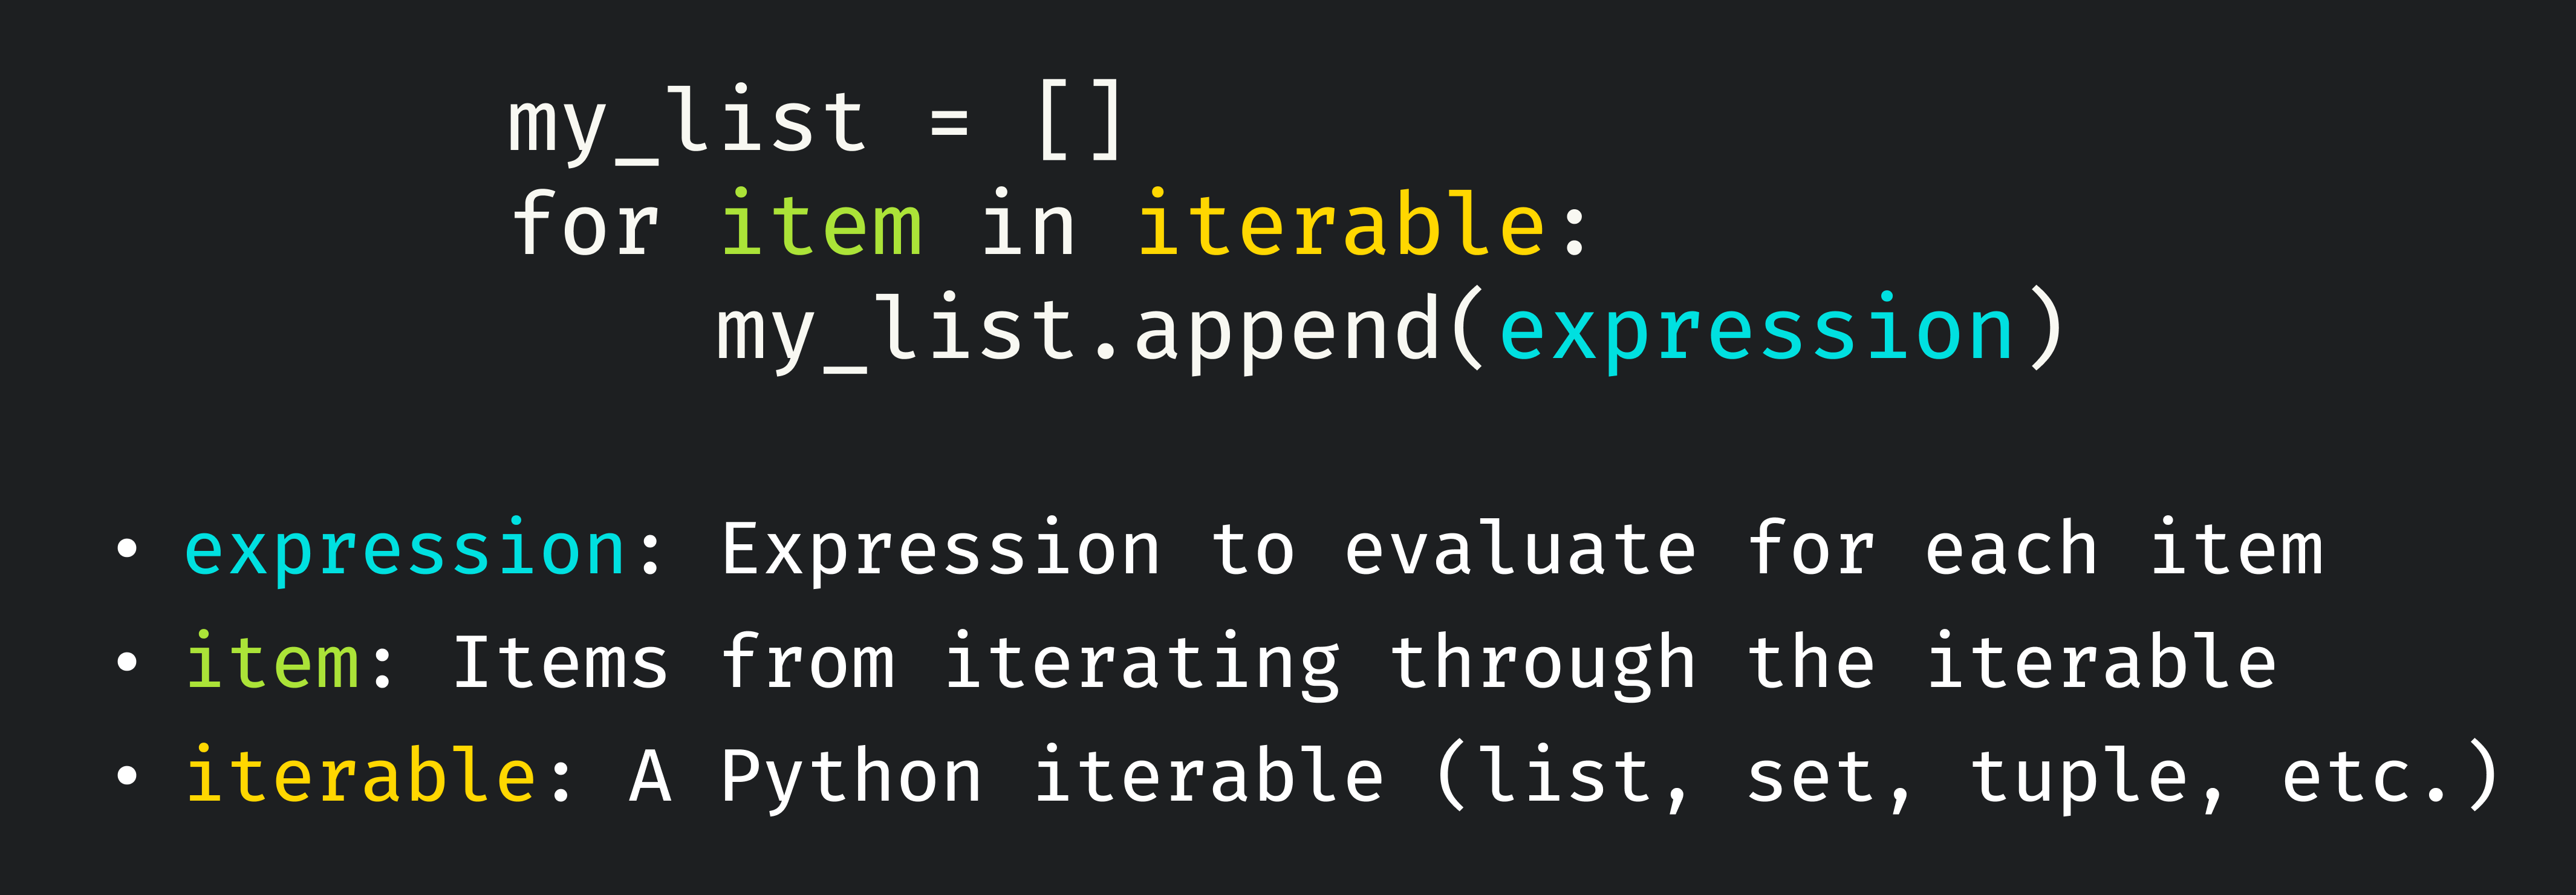 my_list = []
for item in iterable:
    my_list.append(expression)
• expression: Expression to evaluate for each item
• item: Items from iterating through the iterable
• iterable: A Python iterable (list, set, tuple, etc.)